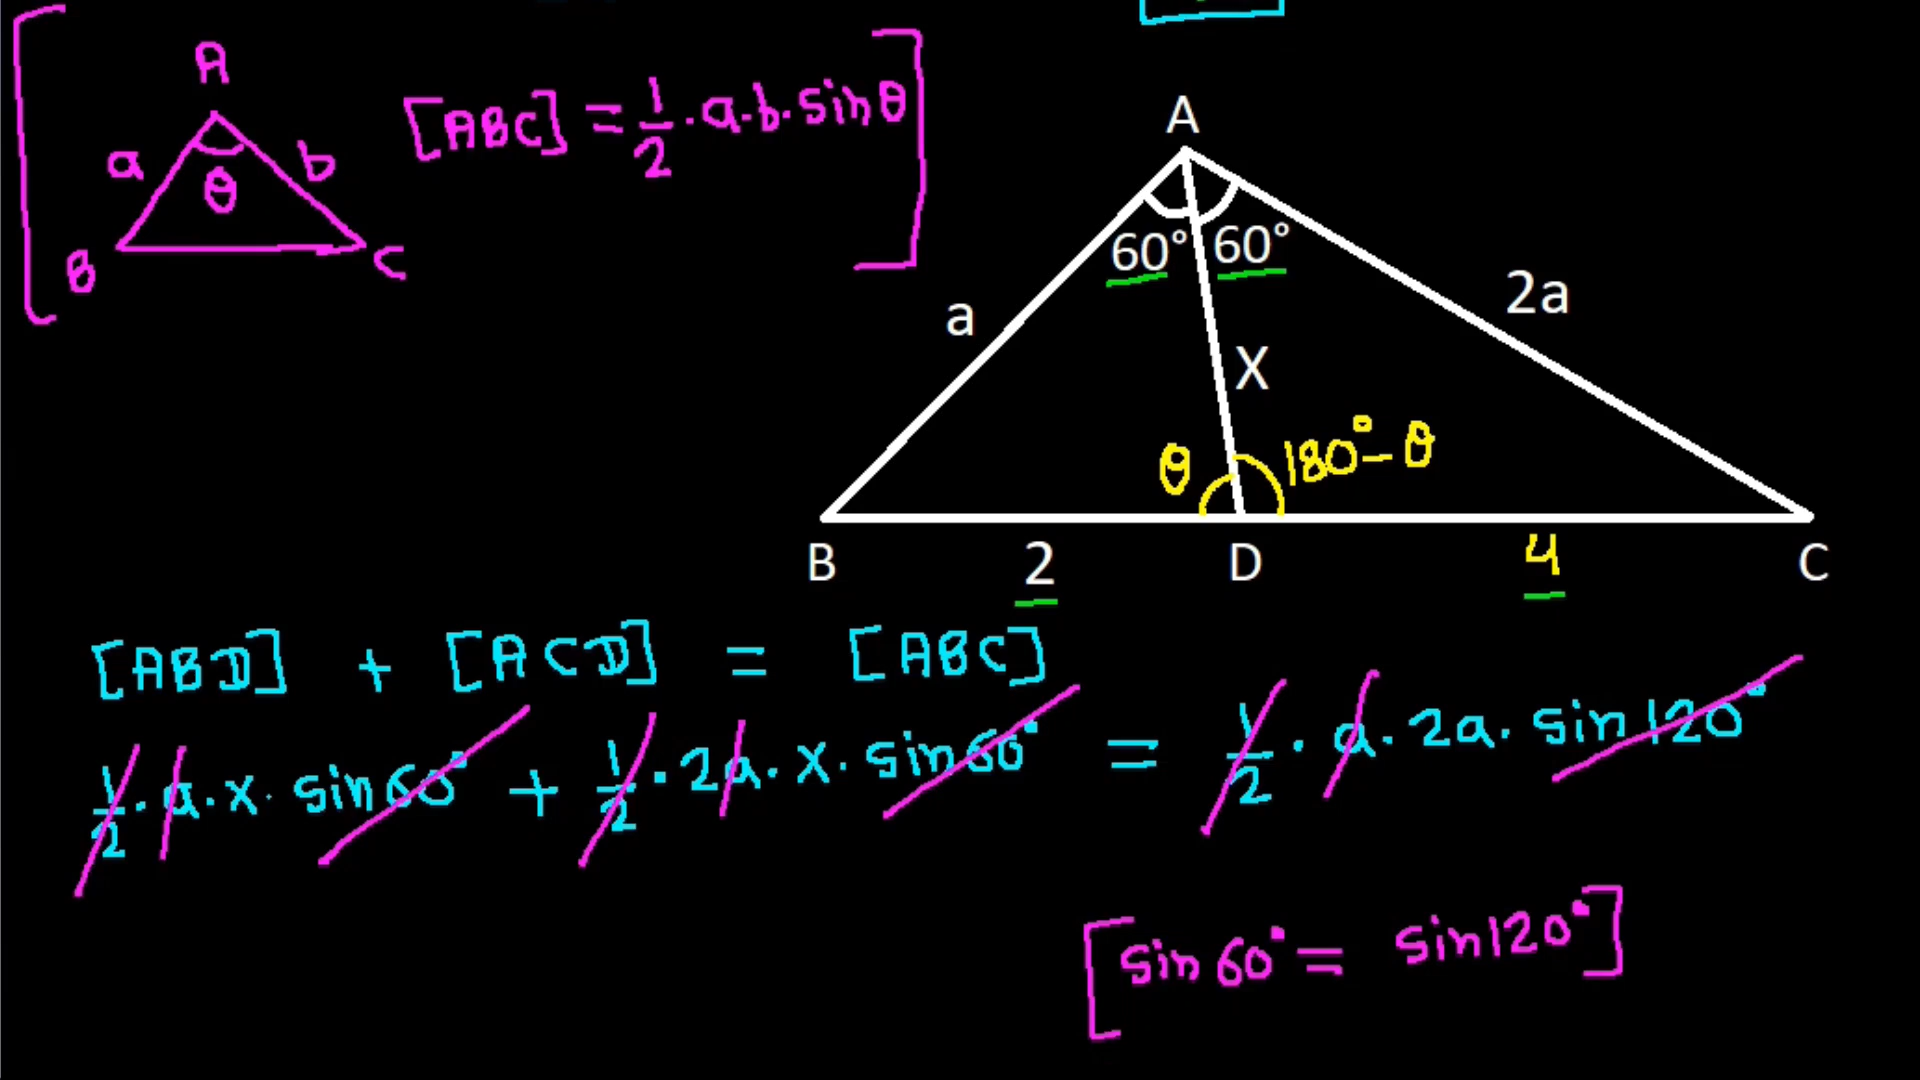 A
[ABC] = 1/2 · a · b · sin θ
a
b
θ
B
C
A
60° 60°
a
2a
X
θ
180° - θ
B
2
D
4
C
[ABD] + [ACD] = [ABC]
1/2 · a · x · sin 60° + 1/2 · 2a · x · sin 60° = 1/2 · a · 2a · sin 120°
[sin 60° = sin 120°]